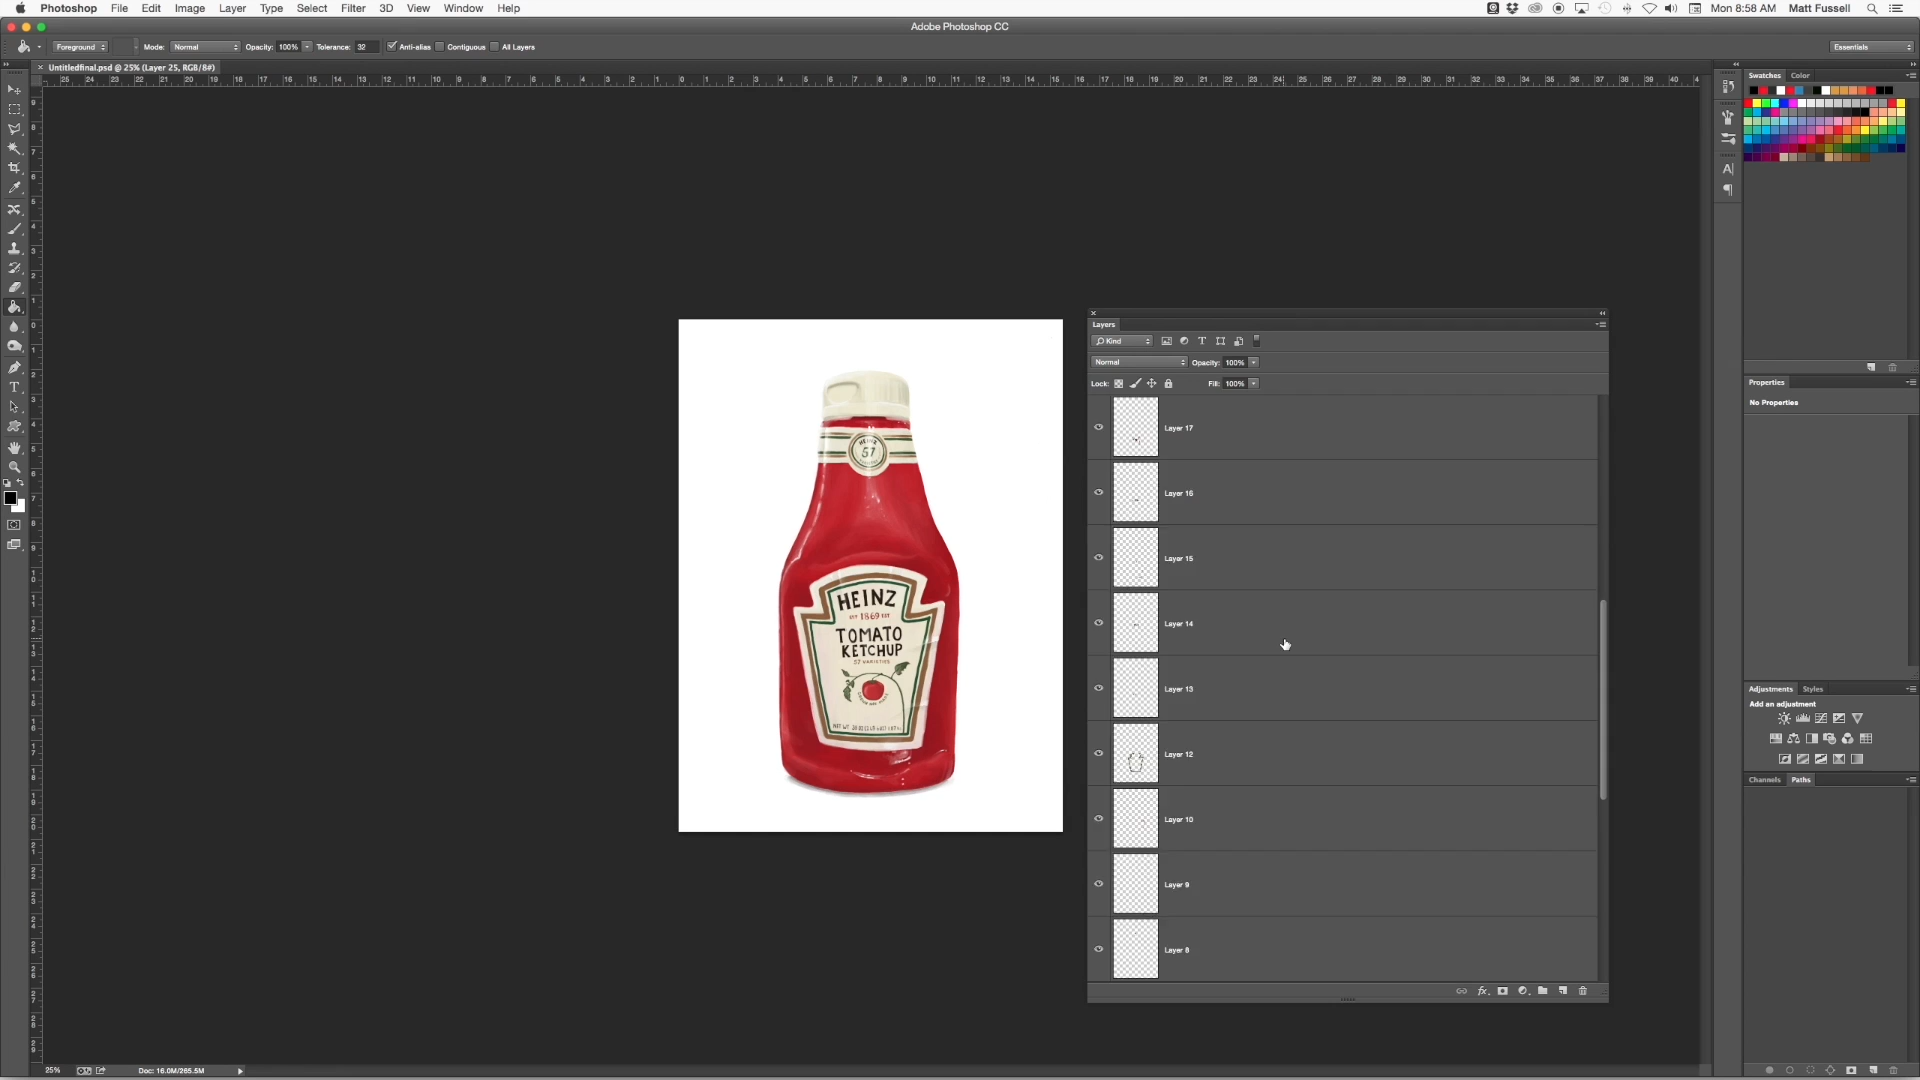 Photoshop File Edit Image Layer Type Select Filter 3D View Window Help Mon 8:58 AM Matt Fussell
Adobe Photoshop CC
Foreground Mode: Normal Opacity: 100% Tolerance: 32 Anti-alias Contiguous All Layers Essentials
Untitledfinal.psd @ 25% (Layer 25, RGB/8#)
Swatches Color
Layers
Kind
Normal Opacity: 100%
Lock: Fill: 100%
Layer 17
Layer 16
Layer 15
Layer 14
Layer 13
Layer 12
Layer 10
Layer 9
Layer 8
HEINZ
57
HEINZ
EST 1869 EST
TOMATO
KETCHUP
57 VARIETIES
Properties
No Properties
Adjustments Styles
Add an adjustment
Channels Paths
25% Doc: 16.0M/265.5M